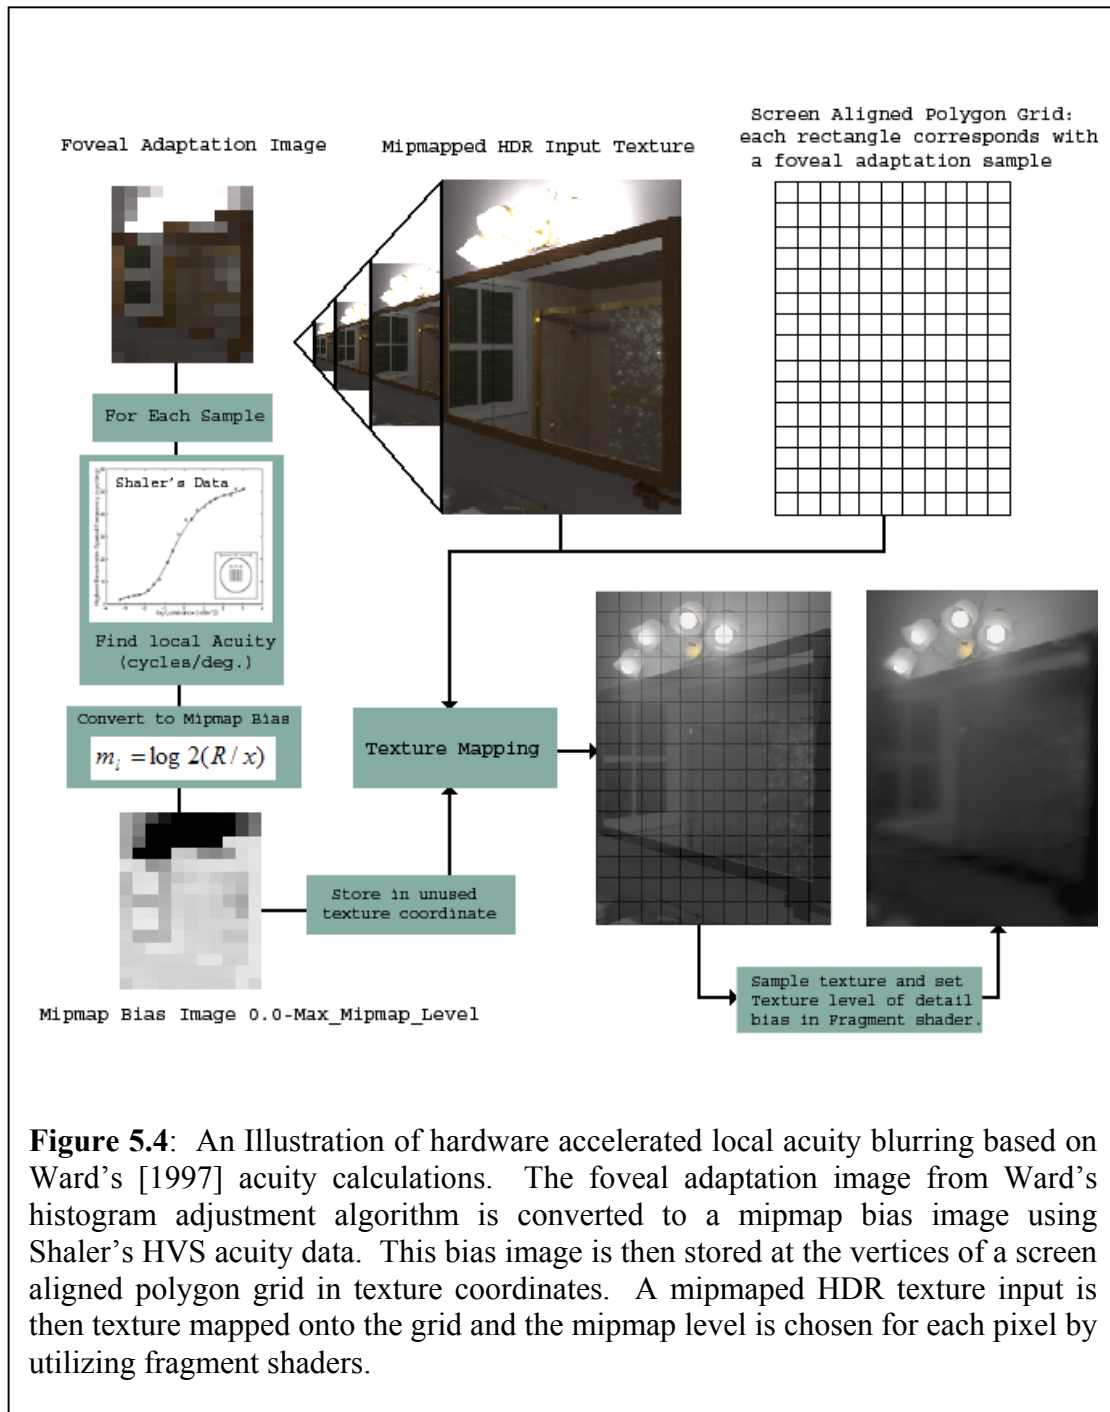 Foveal Adaptation Image
Mipmapped HDR Input Texture
Screen Aligned Polygon Grid:
each rectangle corresponds with
a foveal adaptation sample
For Each Sample
Shaler's Data
Find local Acuity
(cycles/deg.)
Convert to Mipmap Bias
m_i = log 2(R / x)
Mipmap Bias Image 0.0-Max_Mipmap_Level
Store in unused
texture coordinate
Texture Mapping
Sample texture and set
Texture level of detail
bias in Fragment shader.
Figure 5.4: An Illustration of hardware accelerated local acuity blurring based on
Ward's [1997] acuity calculations. The foveal adaptation image from Ward's
histogram adjustment algorithm is converted to a mipmap bias image using
Shaler's HVS acuity data. This bias image is then stored at the vertices of a screen
aligned polygon grid in texture coordinates. A mipmaped HDR texture input is
then texture mapped onto the grid and the mipmap level is chosen for each pixel by
utilizing fragment shaders.